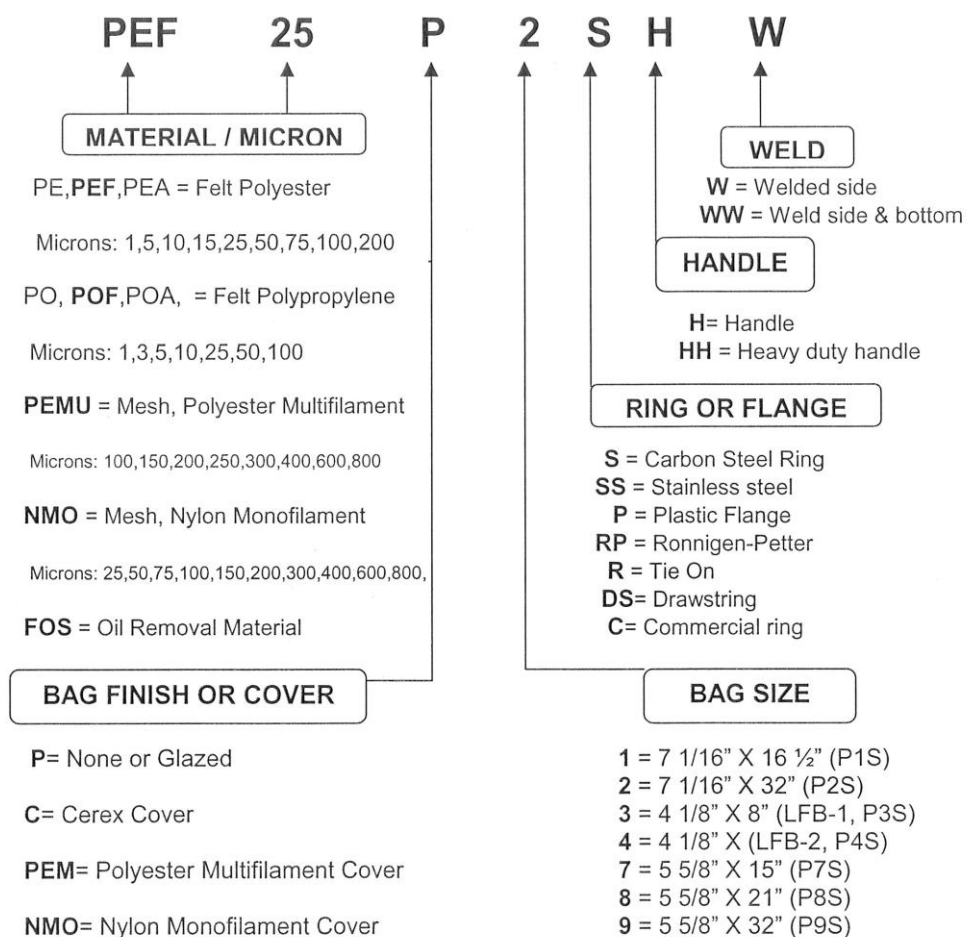 PEF 25 P 2 S H W
MATERIAL / MICRON
PE,PEF,PEA = Felt Polyester
Microns: 1,5,10,15,25,50,75,100,200
PO, POF,POA, = Felt Polypropylene
Microns: 1,3,5,10,25,50,100
PEMU = Mesh, Polyester Multifilament
Microns: 100,150,200,250,300,400,600,800
NMO = Mesh, Nylon Monofilament
Microns: 25,50,75,100,150,200,300,400,600,800,
FOS = Oil Removal Material
BAG FINISH OR COVER
P= None or Glazed
C= Cerex Cover
PEM= Polyester Multifilament Cover
NMO= Nylon Monofilament Cover
WELD
W = Welded side
WW = Weld side & bottom
HANDLE
H= Handle
HH = Heavy duty handle
RING OR FLANGE
S = Carbon Steel Ring
SS = Stainless steel
P = Plastic Flange
RP = Ronnigen-Petter
R = Tie On
DS= Drawstring
C= Commercial ring
BAG SIZE
1 = 7 1/16” X 16 ½” (P1S)
2 = 7 1/16” X 32” (P2S)
3 = 4 1/8” X 8” (LFB-1, P3S)
4 = 4 1/8” X (LFB-2, P4S)
7 = 5 5/8” X 15” (P7S)
8 = 5 5/8” X 21” (P8S)
9 = 5 5/8” X 32” (P9S)